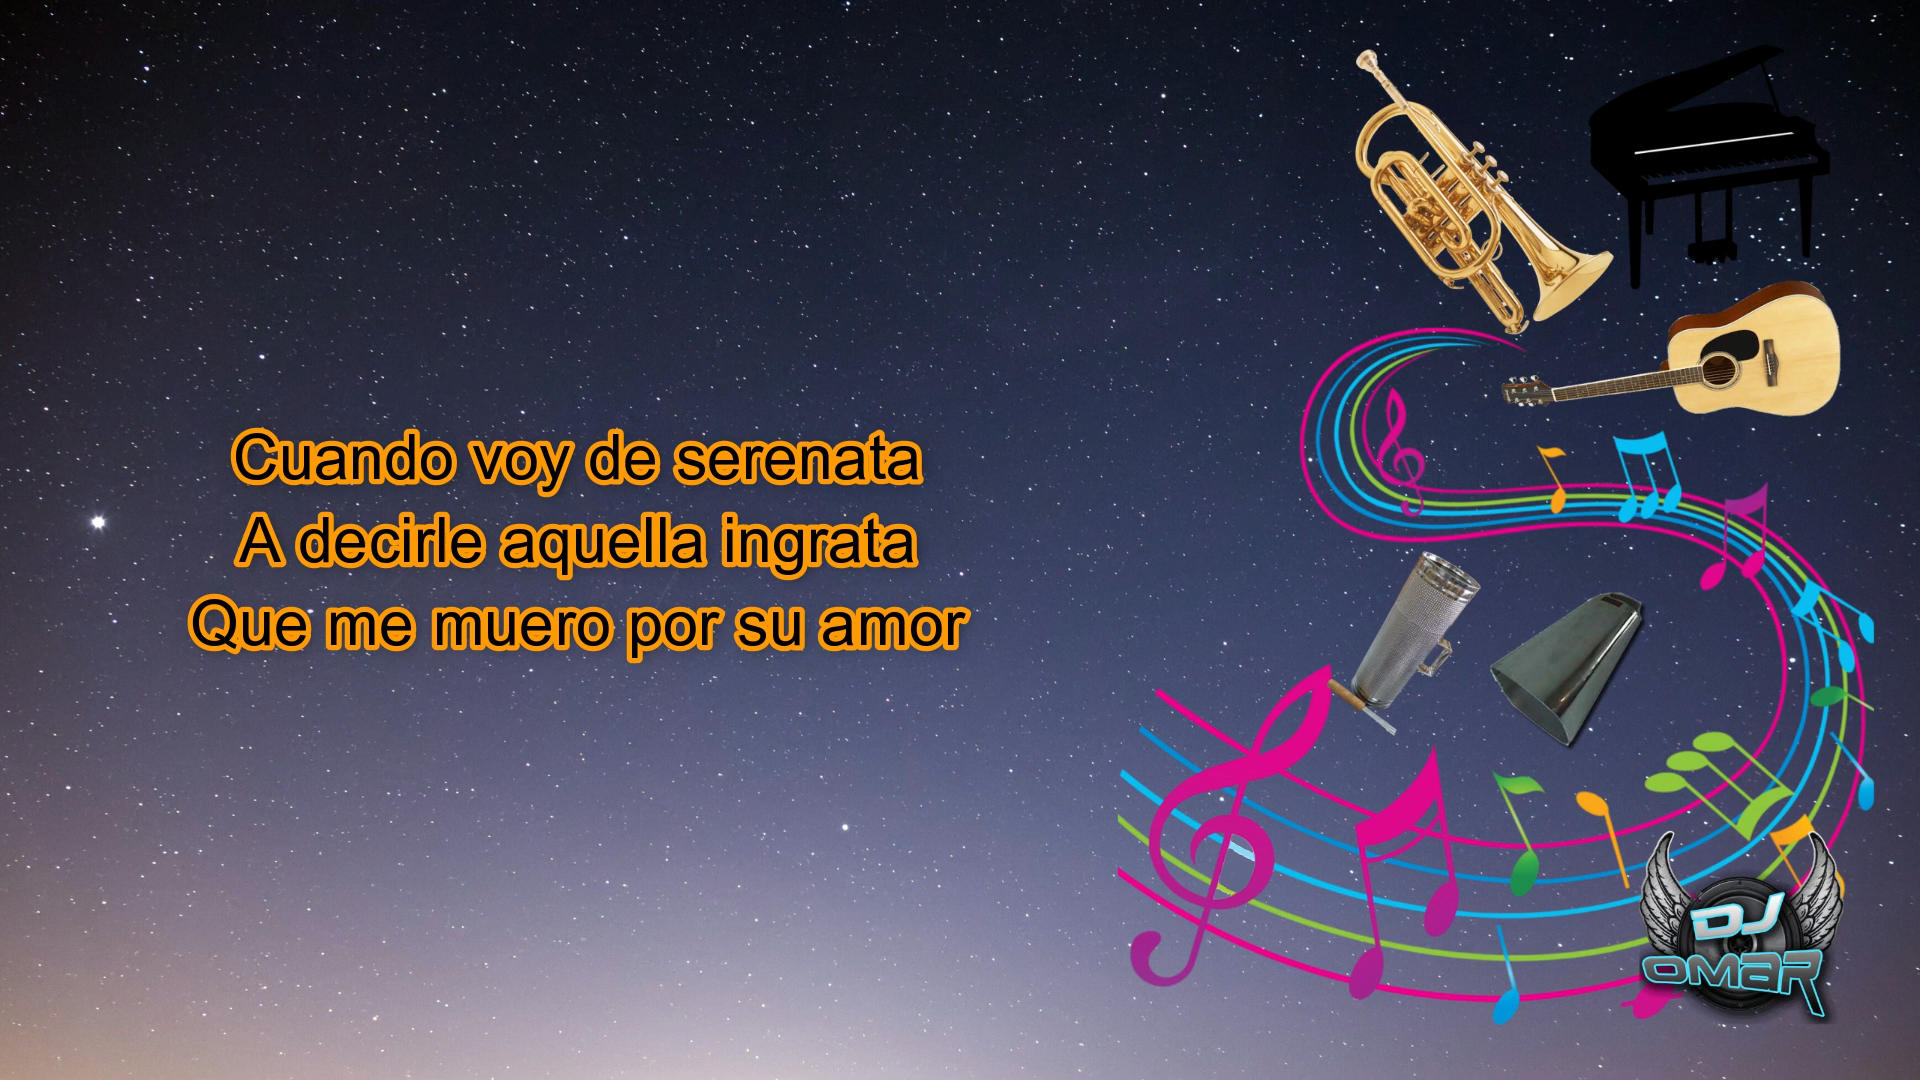 Cuando voy de serenata
A decirle aquella ingrata
Que me muero por su amor
DJ
OMAR